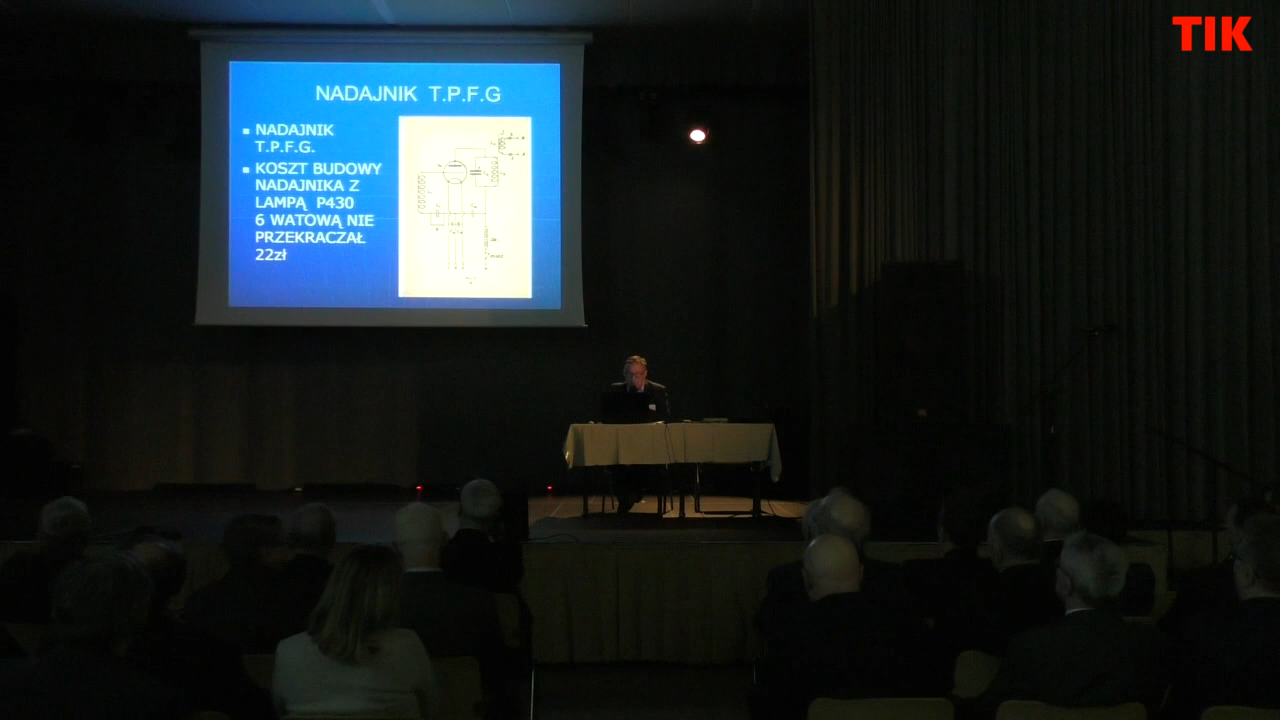 TIK
NADAJNIK T.P.F.G
NADAJNIK
T.P.F.G.
KOSZT BUDOWY
NADAJNIKA Z
LAMPĄ P430
6 WATOWĄ NIE
PRZEKRACZAŁ
22zł